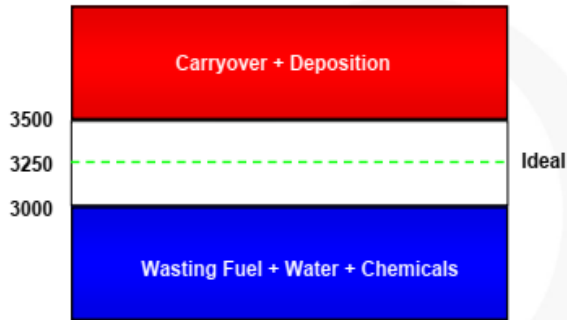 Carryover + Deposition
3500
3250
Ideal
3000
Wasting Fuel + Water + Chemicals